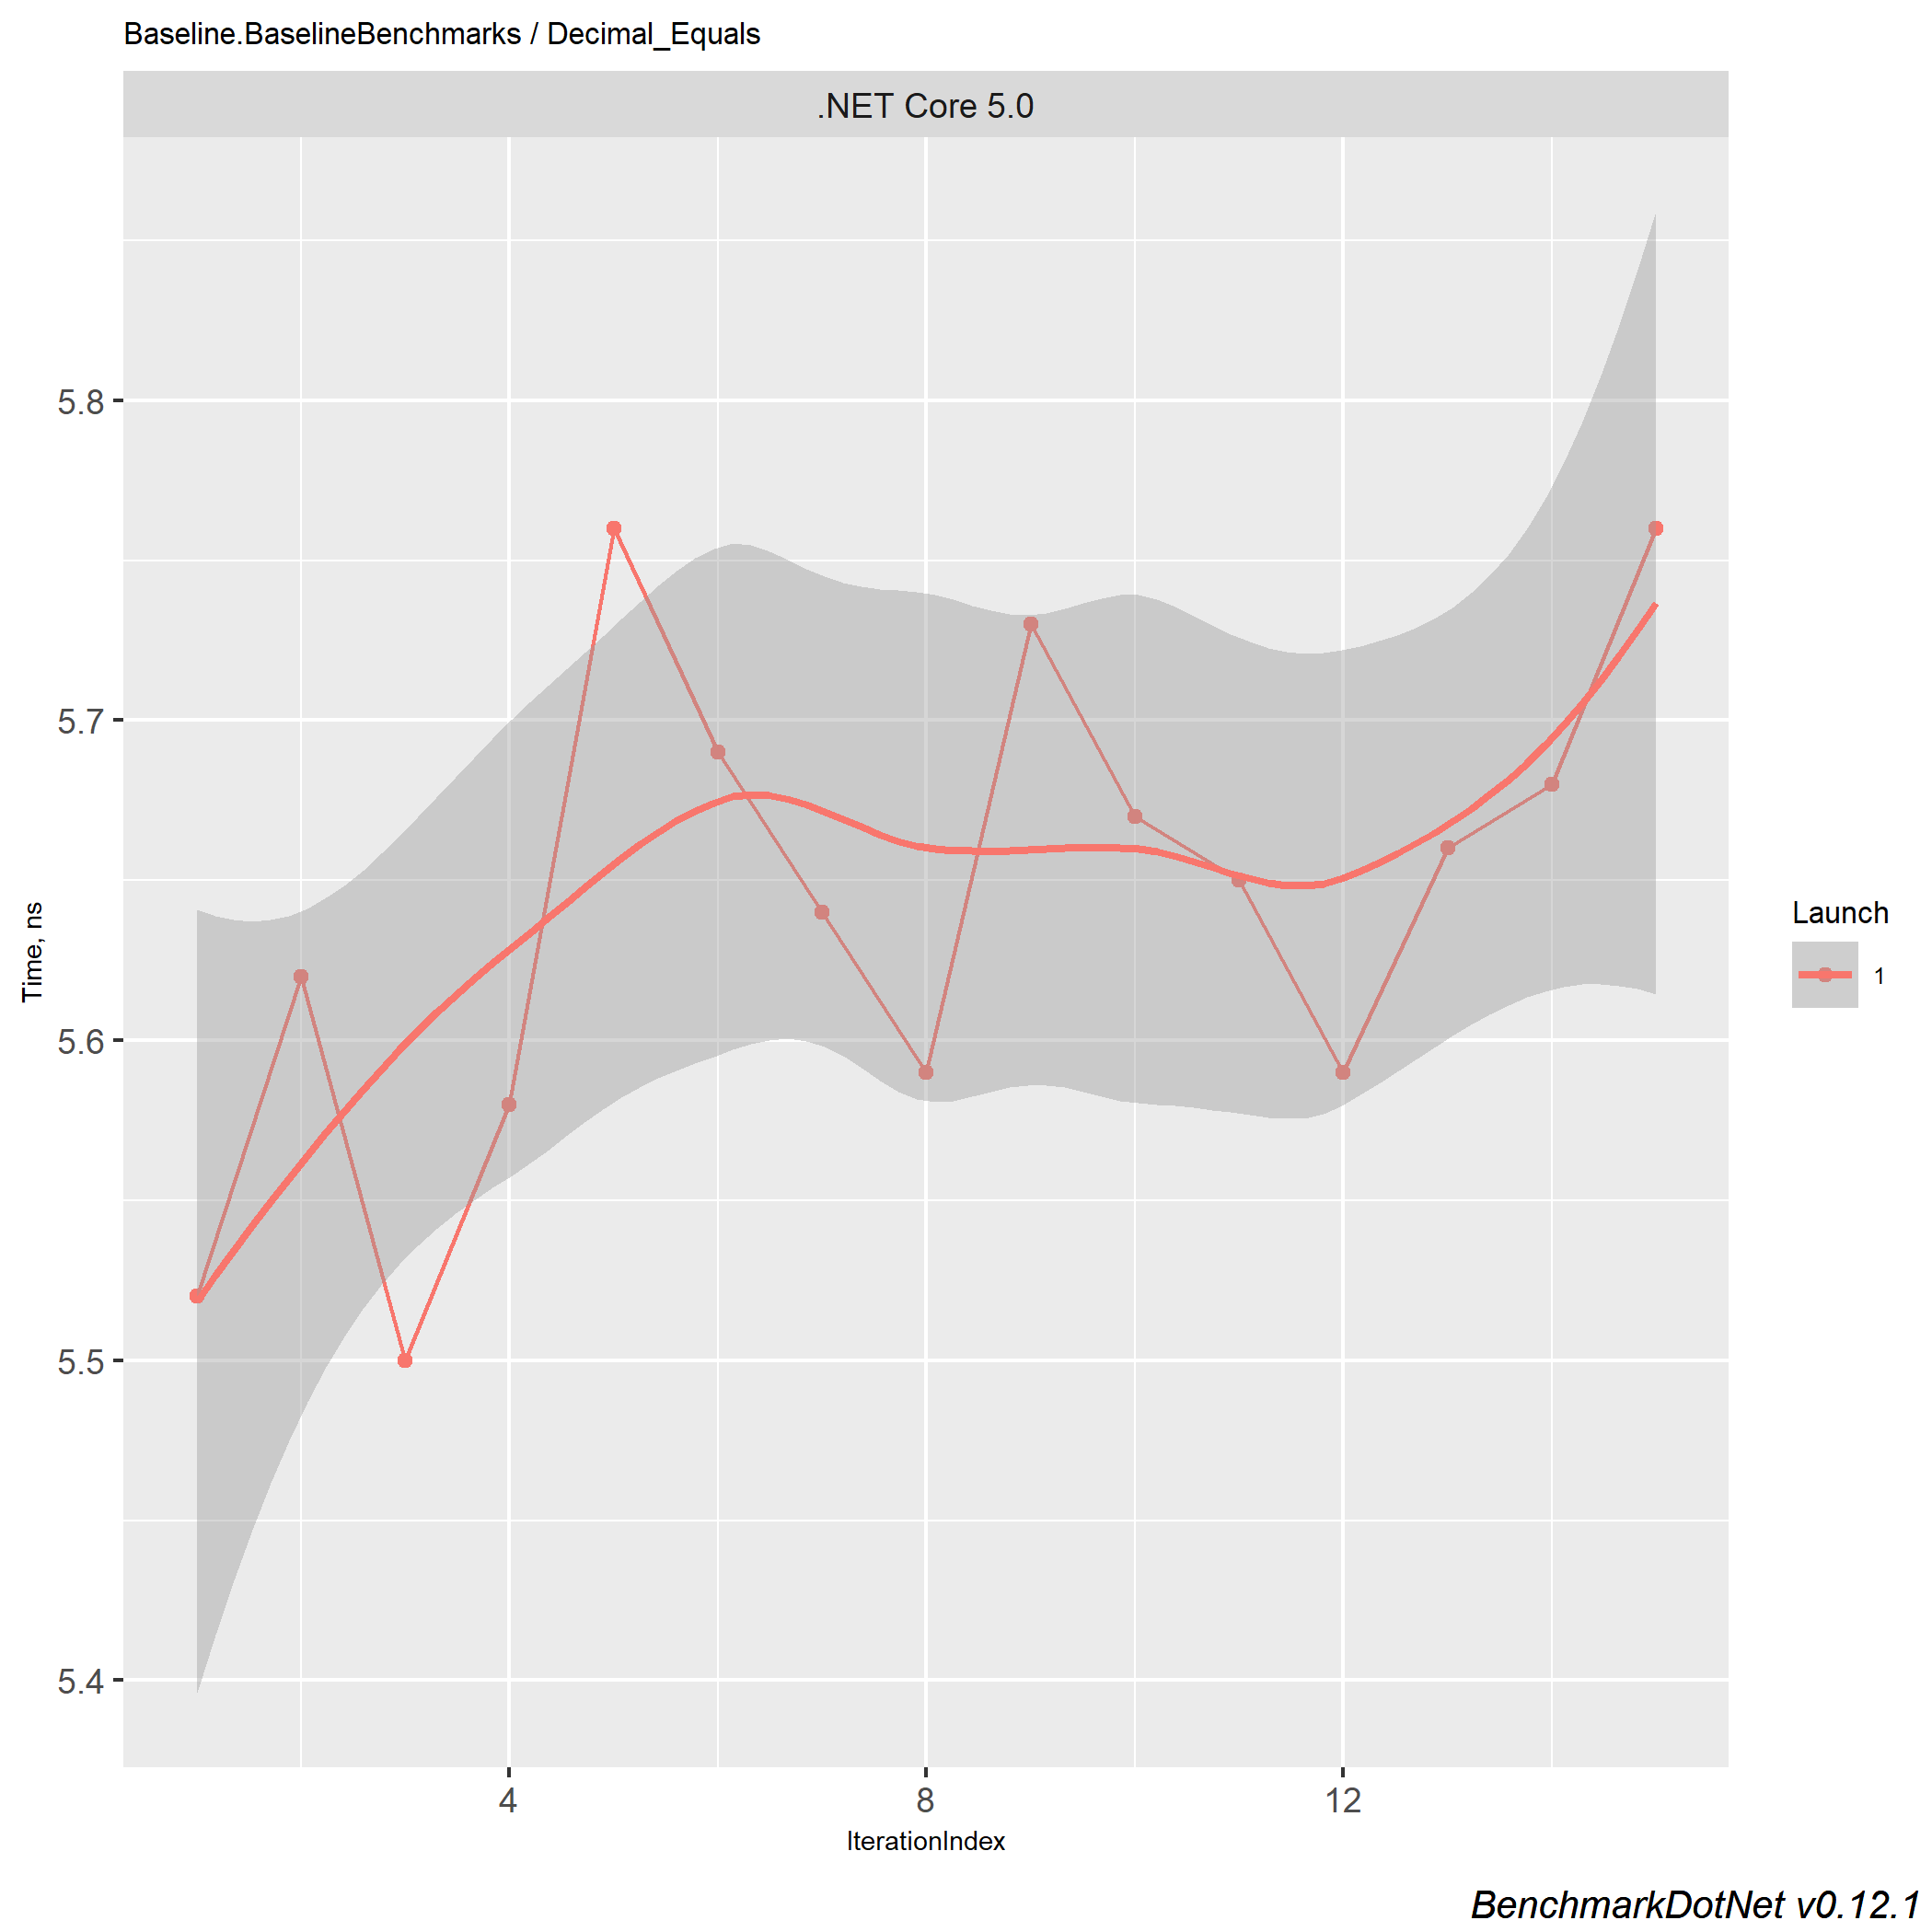 Baseline.BaselineBenchmarks / Decimal_Equals
.NET Core 5.0
5.8
5.7
5.6
5.5
5.4
Time, ns
4 8 12
IterationIndex
Launch
1
BenchmarkDotNet v0.12.1